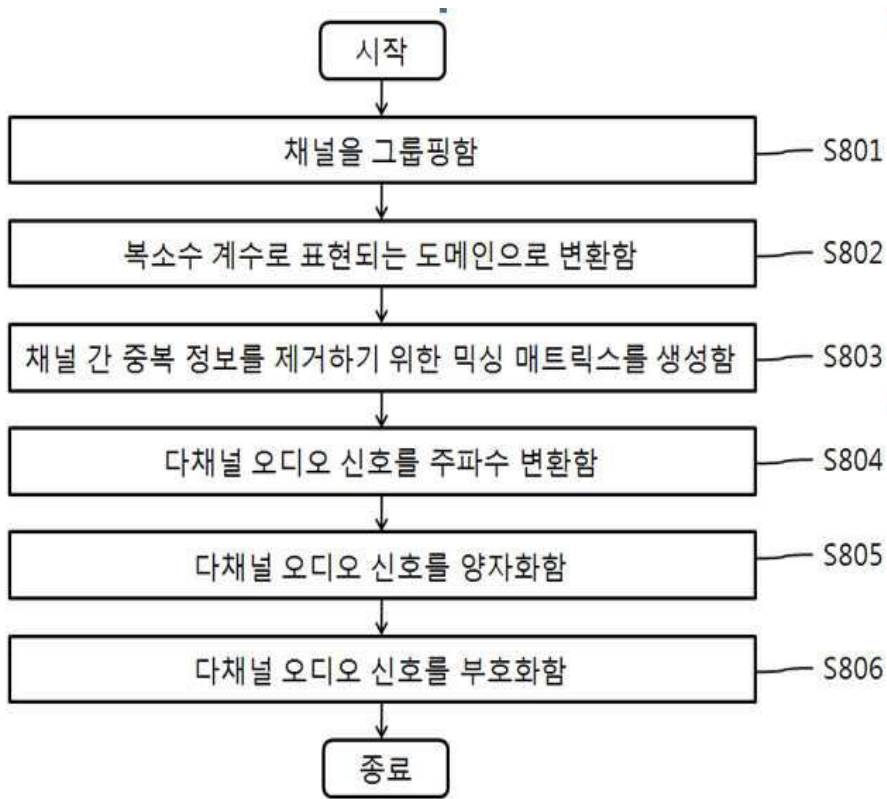 시작
채널을 그룹핑함
S801
복소수 계수로 표현되는 도메인으로 변환함
S802
채널 간 중복 정보를 제거하기 위한 믹싱 매트릭스를 생성함
S803
다채널 오디오 신호를 주파수 변환함
S804
다채널 오디오 신호를 양자화함
S805
다채널 오디오 신호를 부호화함
S806
종료